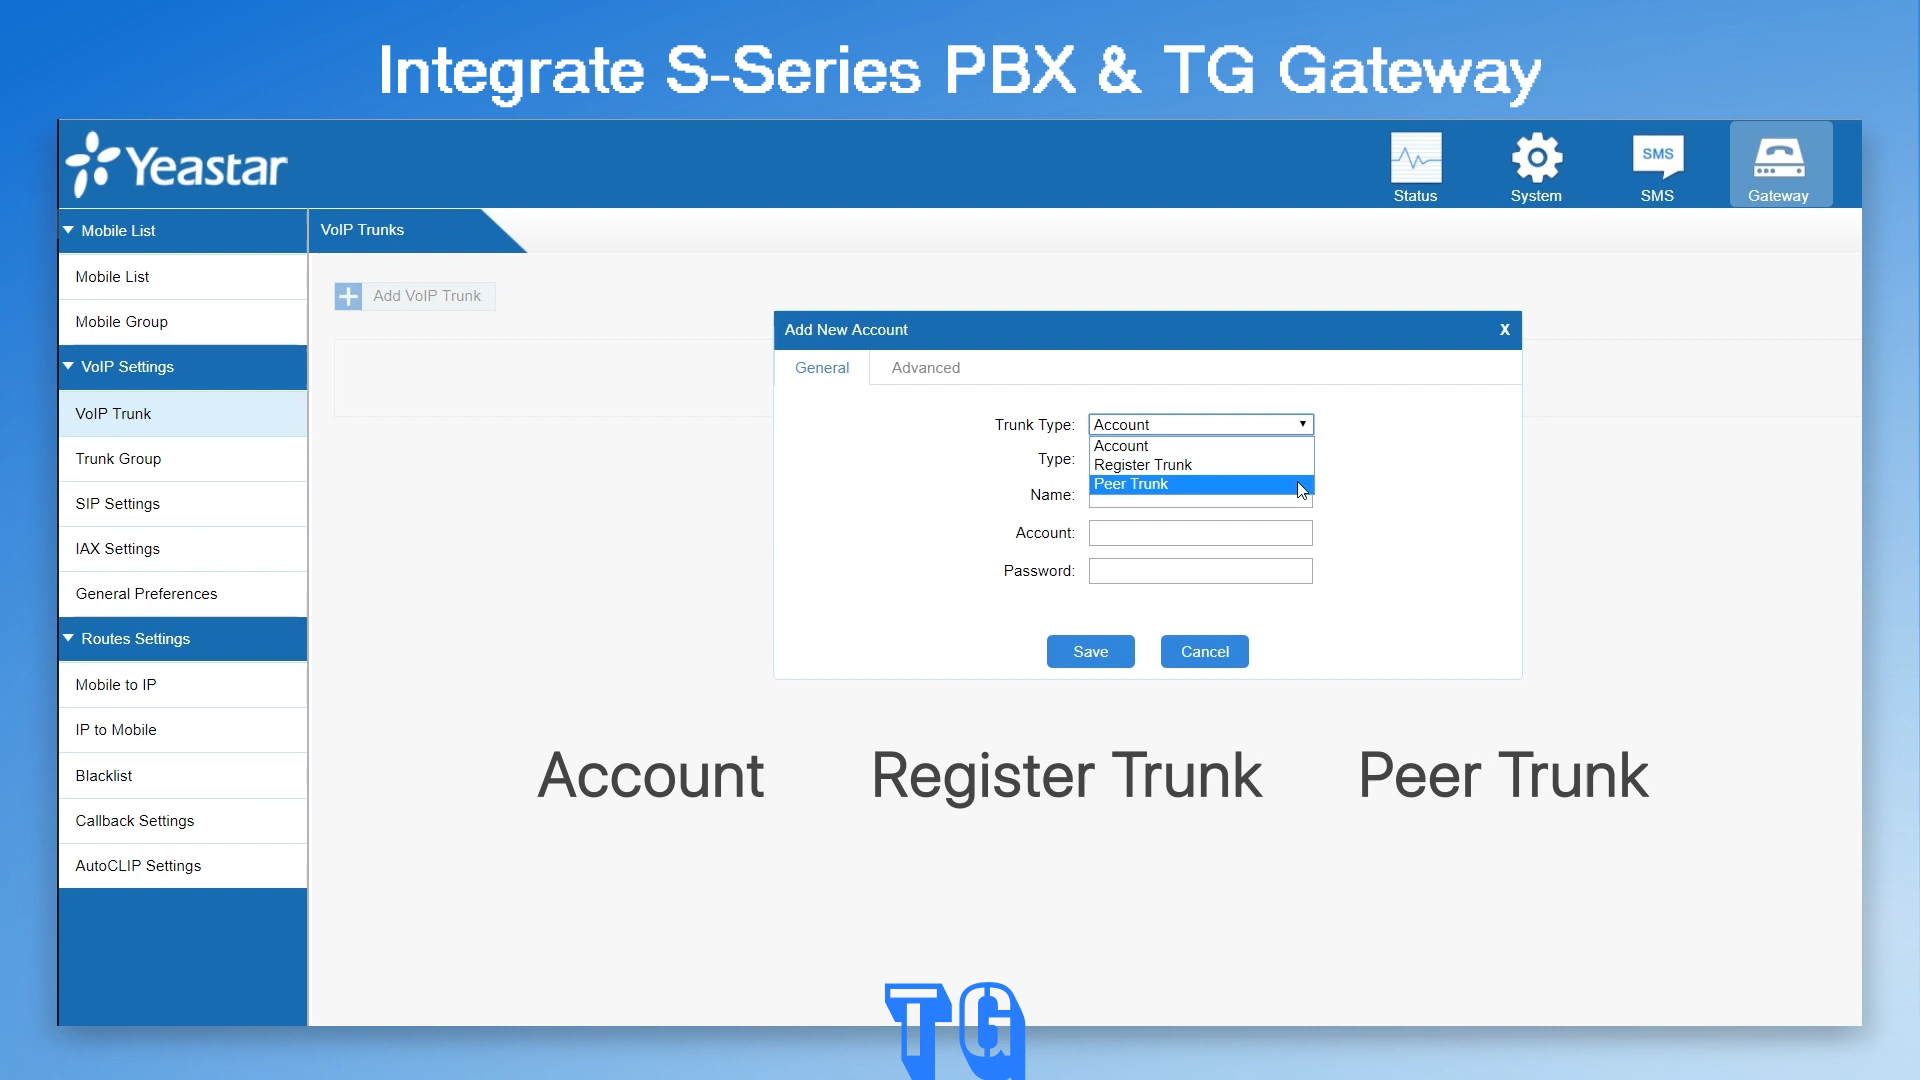 Integrate S-Series PBX & TG Gateway
Yeastar
Status
System
SMS
SMS
Gateway
Mobile List
Mobile List
Mobile Group
VoIP Settings
VoIP Trunk
Trunk Group
SIP Settings
IAX Settings
General Preferences
Routes Settings
Mobile to IP
IP to Mobile
Blacklist
Callback Settings
AutoCLIP Settings
VoIP Trunks
Add VoIP Trunk
Add New Account X
General Advanced
Trunk Type: Account
Account
Type:
Register Trunk
Peer Trunk
Name:
Account:
Password:
Save Cancel
Account Register Trunk Peer Trunk
TG